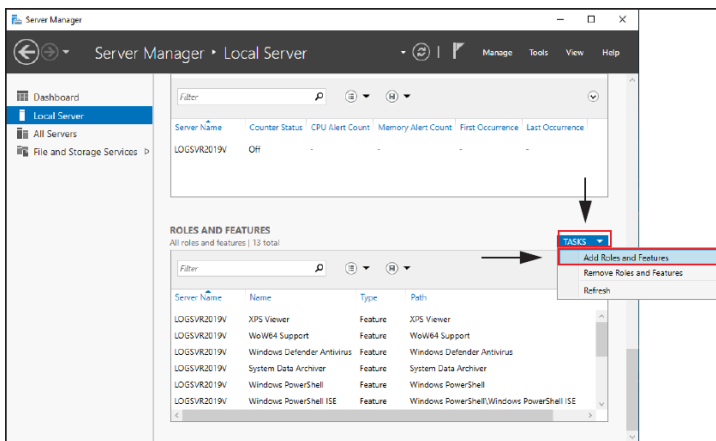 Server Manager
Server Manager • Local Server
Manage Tools View Help
Dashboard
Local Server
All Servers
File and Storage Services
Filter
Server Name Counter Status CPU Alert Count Memory Alert Count First Occurrence Last Occurrence
LOGSVR2019V Off - - - -
ROLES AND FEATURES
All roles and features | 13 total
TASKS
Add Roles and Features
Remove Roles and Features
Refresh
Filter
Server Name Name Type Path
LOGSVR2019V XPS Viewer Feature XPS Viewer
LOGSVR2019V WoW64 Support Feature WoW64 Support
LOGSVR2019V Windows Defender Antivirus Feature Windows Defender Antivirus
LOGSVR2019V System Data Archiver Feature System Data Archiver
LOGSVR2019V Windows PowerShell Feature Windows PowerShell
LOGSVR2019V Windows PowerShell ISE Feature Windows PowerShell\Windows PowerShell ISE